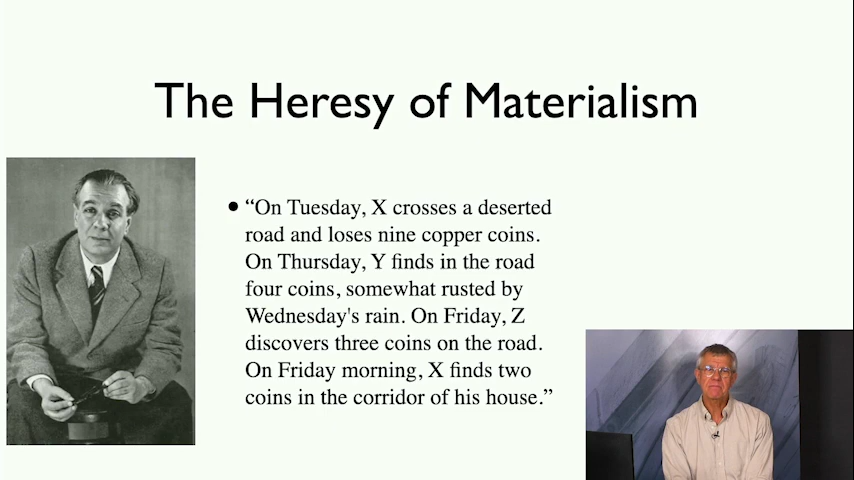 The Heresy of Materialism
• “On Tuesday, X crosses a deserted
road and loses nine copper coins.
On Thursday, Y finds in the road
four coins, somewhat rusted by
Wednesday's rain. On Friday, Z
discovers three coins on the road.
On Friday morning, X finds two
coins in the corridor of his house.”